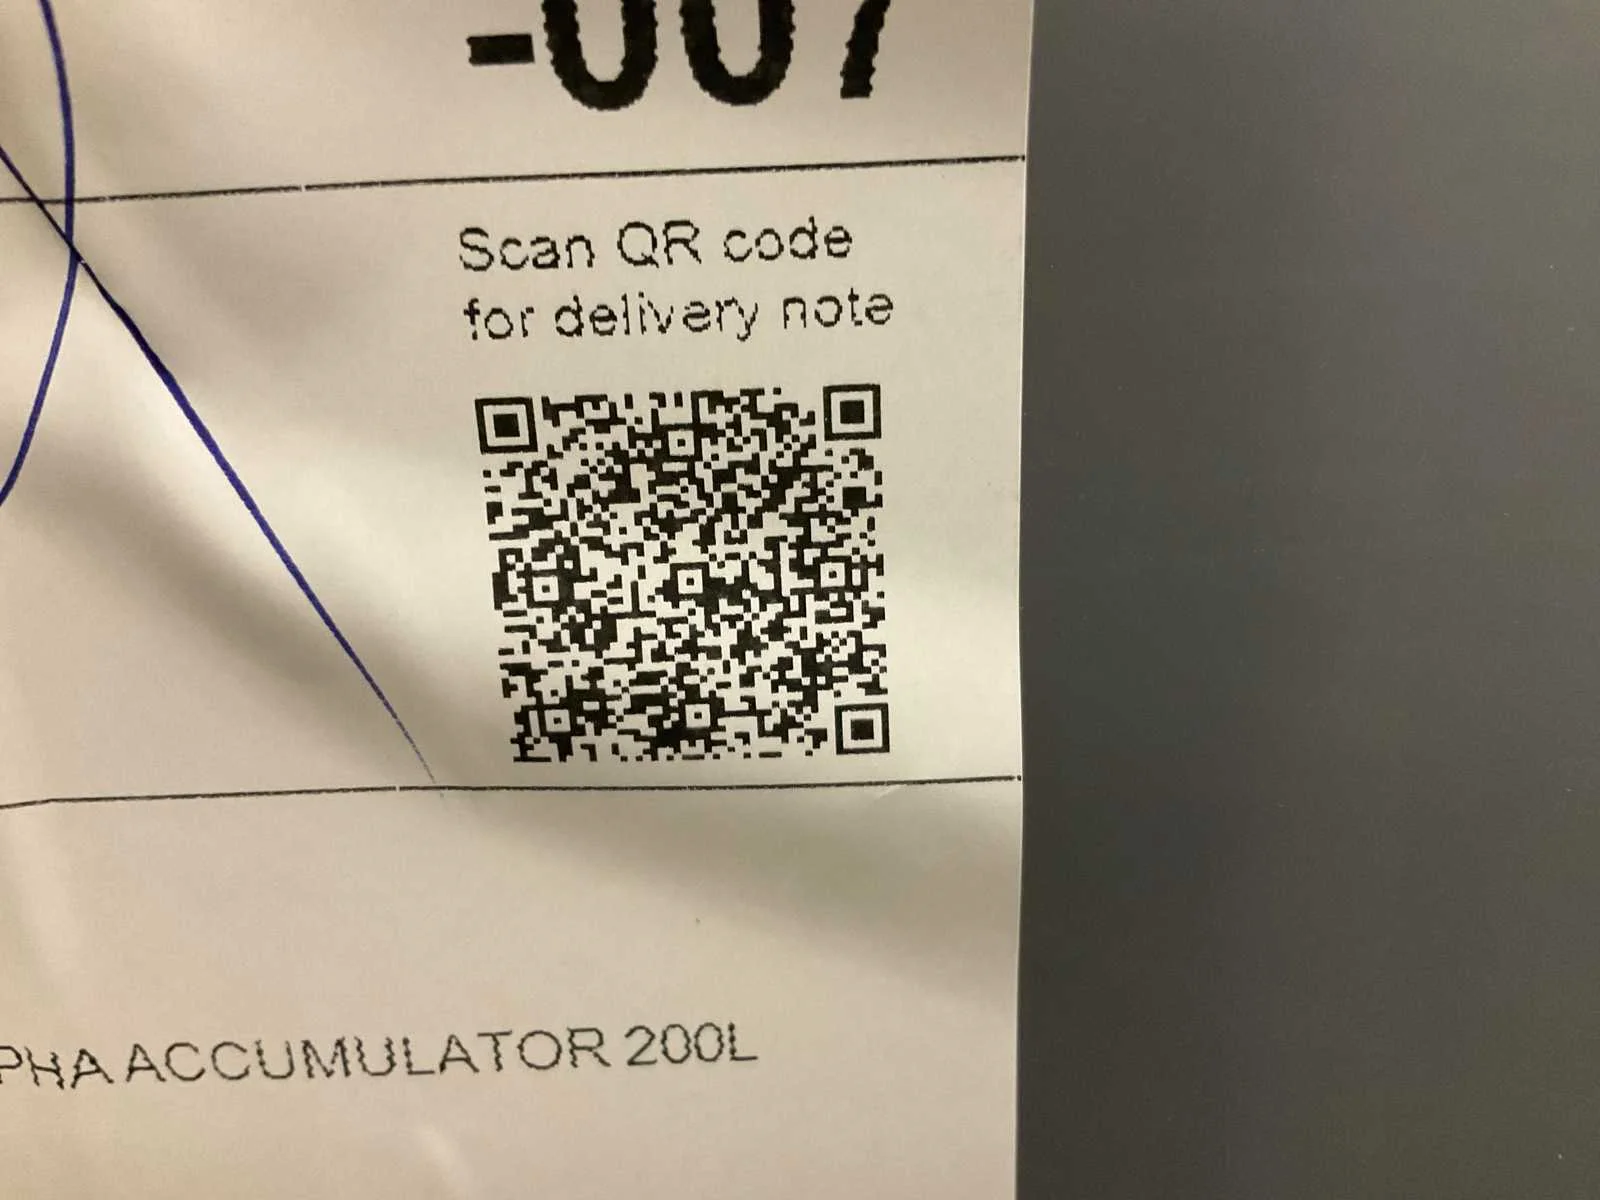 -007
Scan QR code
for delivery note
PHA ACCUMULATOR 200L